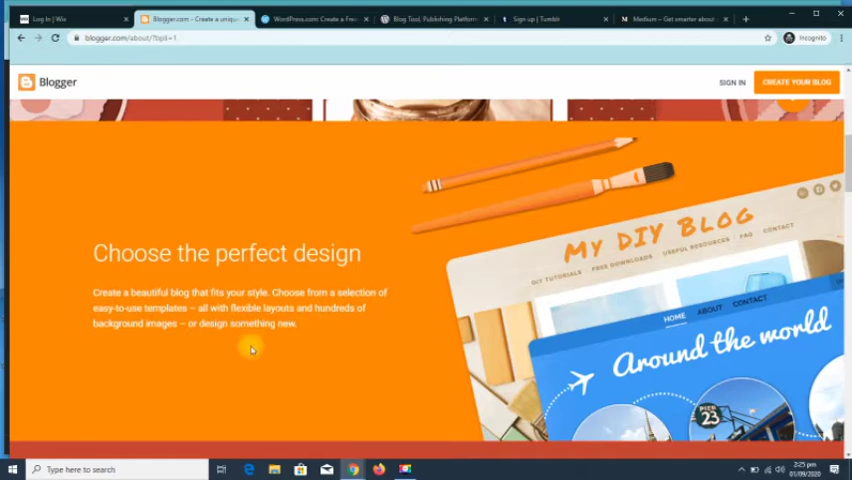 Log In | Wix
Blogger.com - Create a uniqu
WordPress.com: Create a Free
Blog Tool, Publishing Platform
Sign up | Tumblr
Medium – Get smarter about
blogger.com/about/?bpli=1
Incognito
Blogger
SIGN IN
CREATE YOUR BLOG
Choose the perfect design
Create a beautiful blog that fits your style. Choose from a selection of
easy-to-use templates – all with flexible layouts and hundreds of
background images – or design something new.
MY DIY BLOG
DIY TUTORIALS
FREE DOWNLOADS
USEFUL RESOURCES
FAQ
CONTACT
HOME
ABOUT
CONTACT
Around the world
PIER
23
Type here to search
2:25 pm
01/09/2020